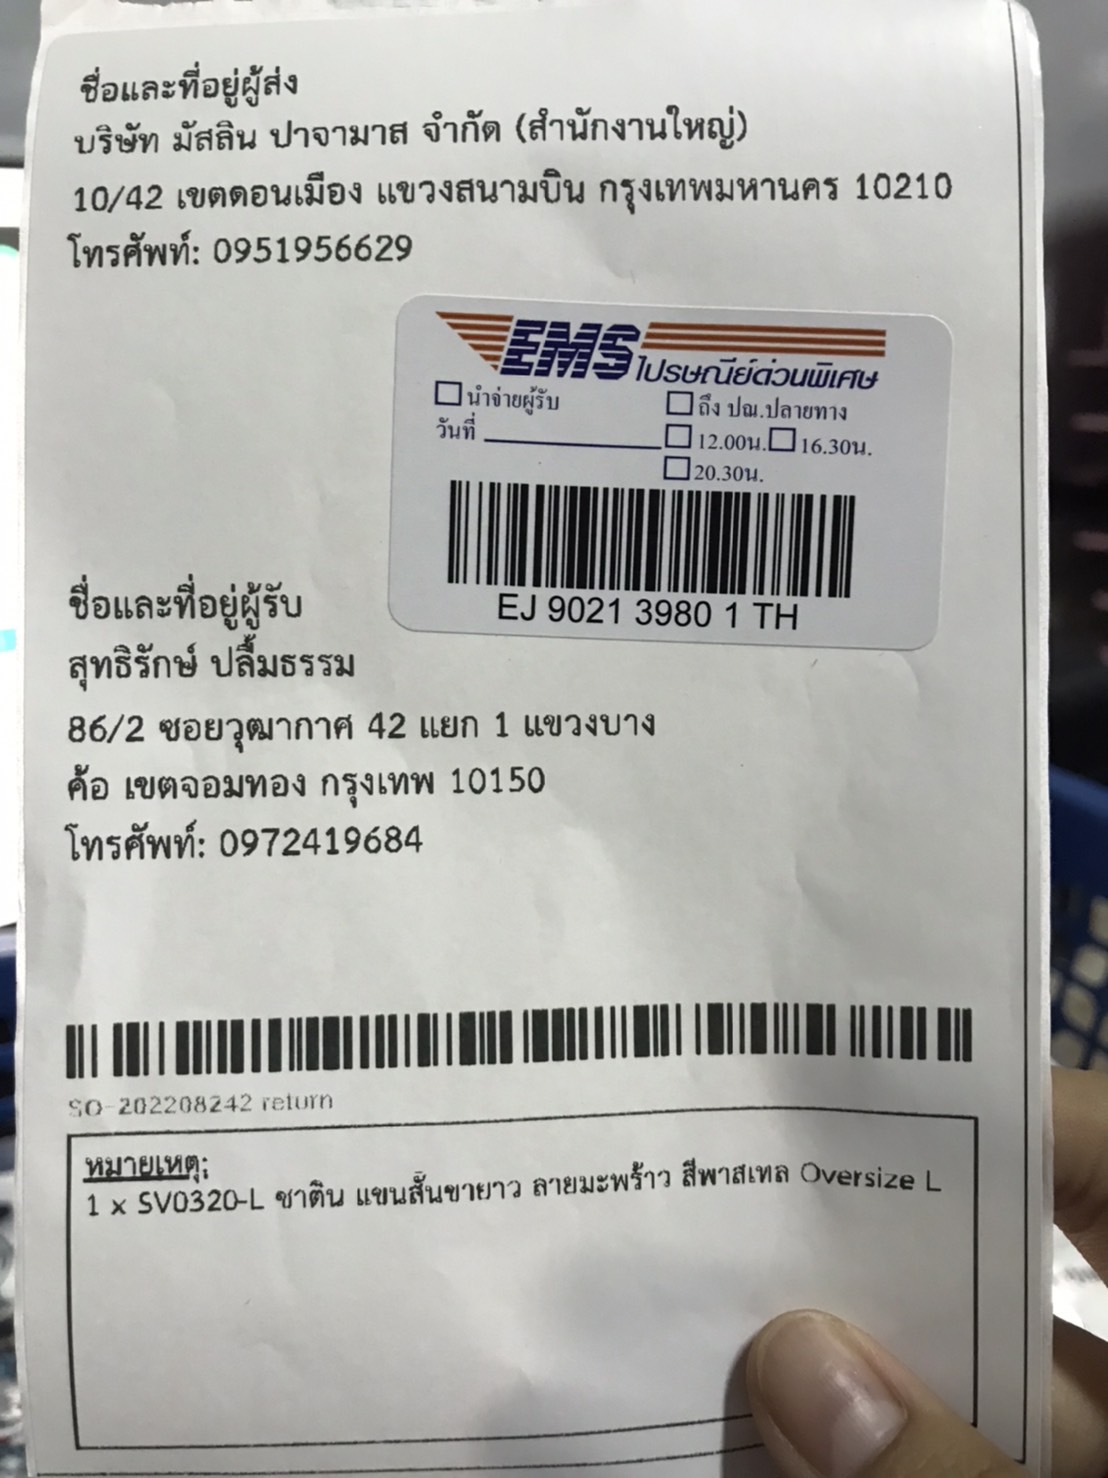 ชื่อและที่อยู่ผู้ส่ง
บริษัท มัสลิน ปาจามาส จำกัด (สำนักงานใหญ่)
10/42 เขตดอนเมือง แขวงสนามบิน กรุงเทพมหานคร 10210
โทรศัพท์: 0951956629
EMS ไปรษณีย์ด่วนพิเศษ
นำจ่ายผู้รับ
ถึง ปณ.ปลายทาง
วันที่
12.00น. 16.30น.
20.30น.
EJ 9021 3980 1 TH
ชื่อและที่อยู่ผู้รับ
สุทธิรักษ์ ปลื้มธรรม
86/2 ซอยวุฒากาศ 42 แยก 1 แขวงบาง
ค้อ เขตจอมทอง กรุงเทพ 10150
โทรศัพท์: 0972419684
SO-202208242 return
หมายเหตุ:
1 x SV0320-L ซาติน แขนสั้นขายาว ลายมะพร้าว สีพาสเทล Oversize L